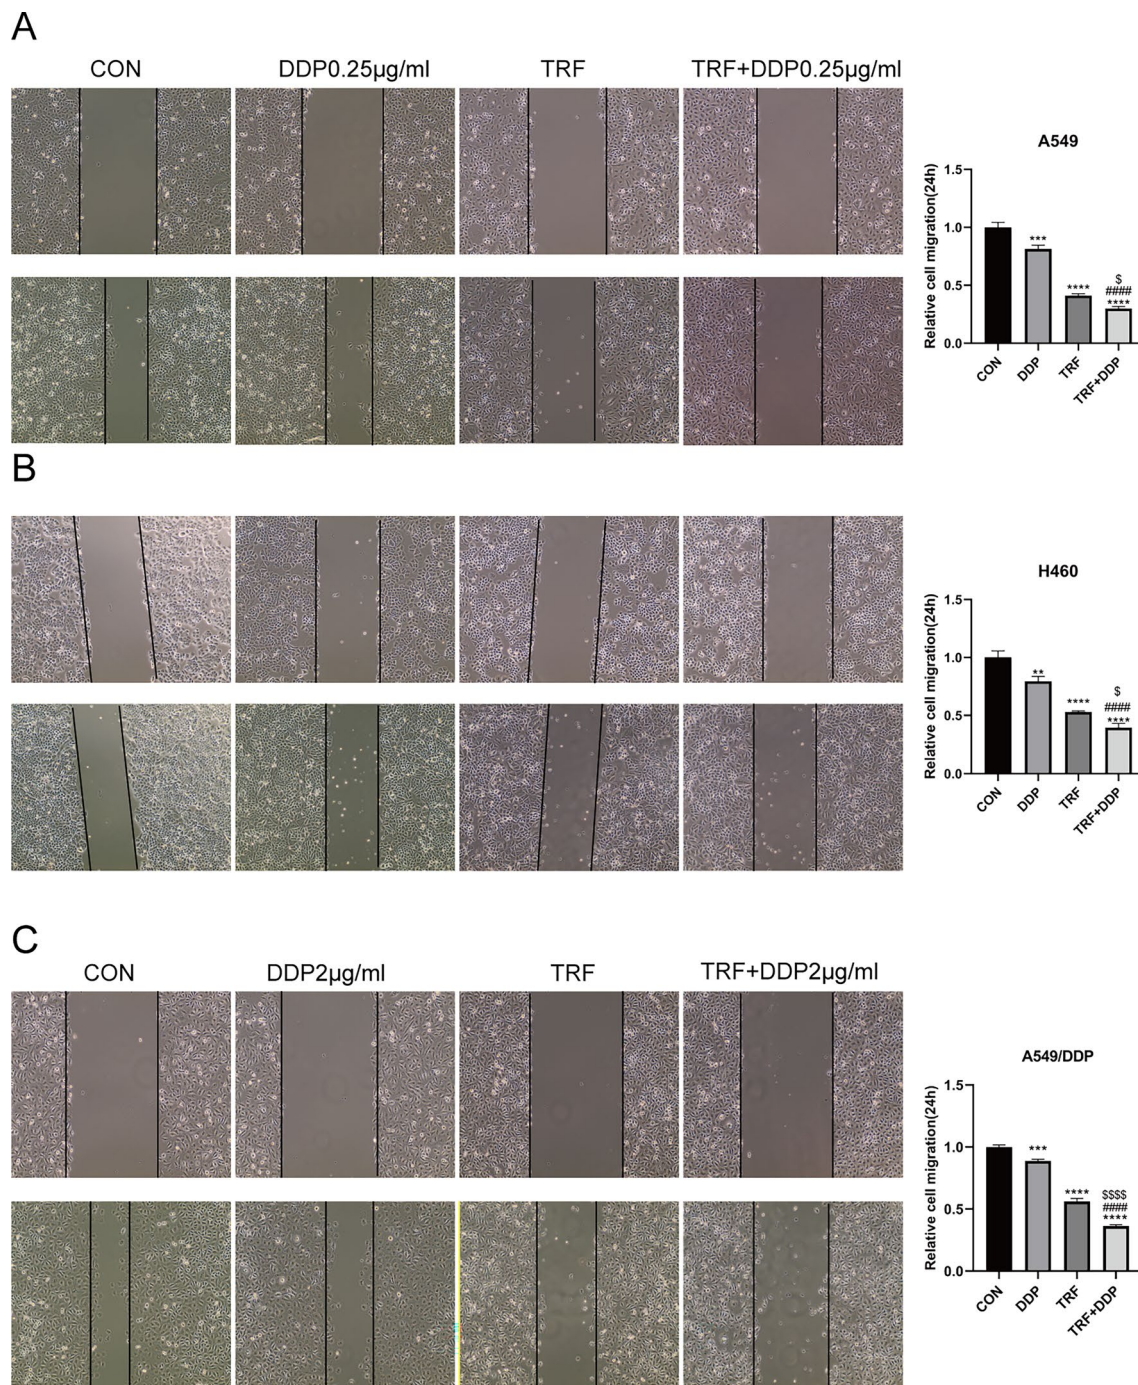 A
CON
DDP0.25µg/ml
TRF
TRF+DDP0.25µg/ml
A549
Relative cell migration(24h)
1.5
1.0
0.5
0.0
***
****
$
####
****
CON
DDP
TRF
TRF+DDP
B
H460
Relative cell migration(24h)
1.5
1.0
0.5
0.0
**
****
$
####
****
CON
DDP
TRF
TRF+DDP
C
CON
DDP2µg/ml
TRF
TRF+DDP2µg/ml
A549/DDP
Relative cell migration(24h)
1.5
1.0
0.5
0.0
***
****
$$$$
####
****
CON
DDP
TRF
TRF+DDP